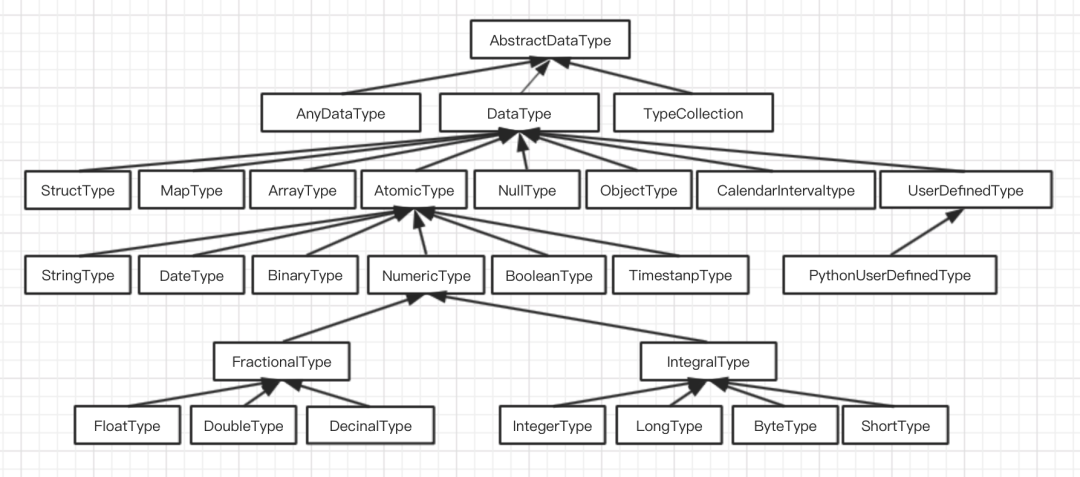 AbstractDataType
AnyDataType
DataType
TypeCollection
StructType
MapType
ArrayType
AtomicType
NullType
ObjectType
CalendarIntervaltype
UserDefinedType
StringType
DateType
BinaryType
NumericType
BooleanType
TimestanpType
PythonUserDefinedType
FractionalType
IntegralType
FloatType
DoubleType
DecinalType
IntegerType
LongType
ByteType
ShortType